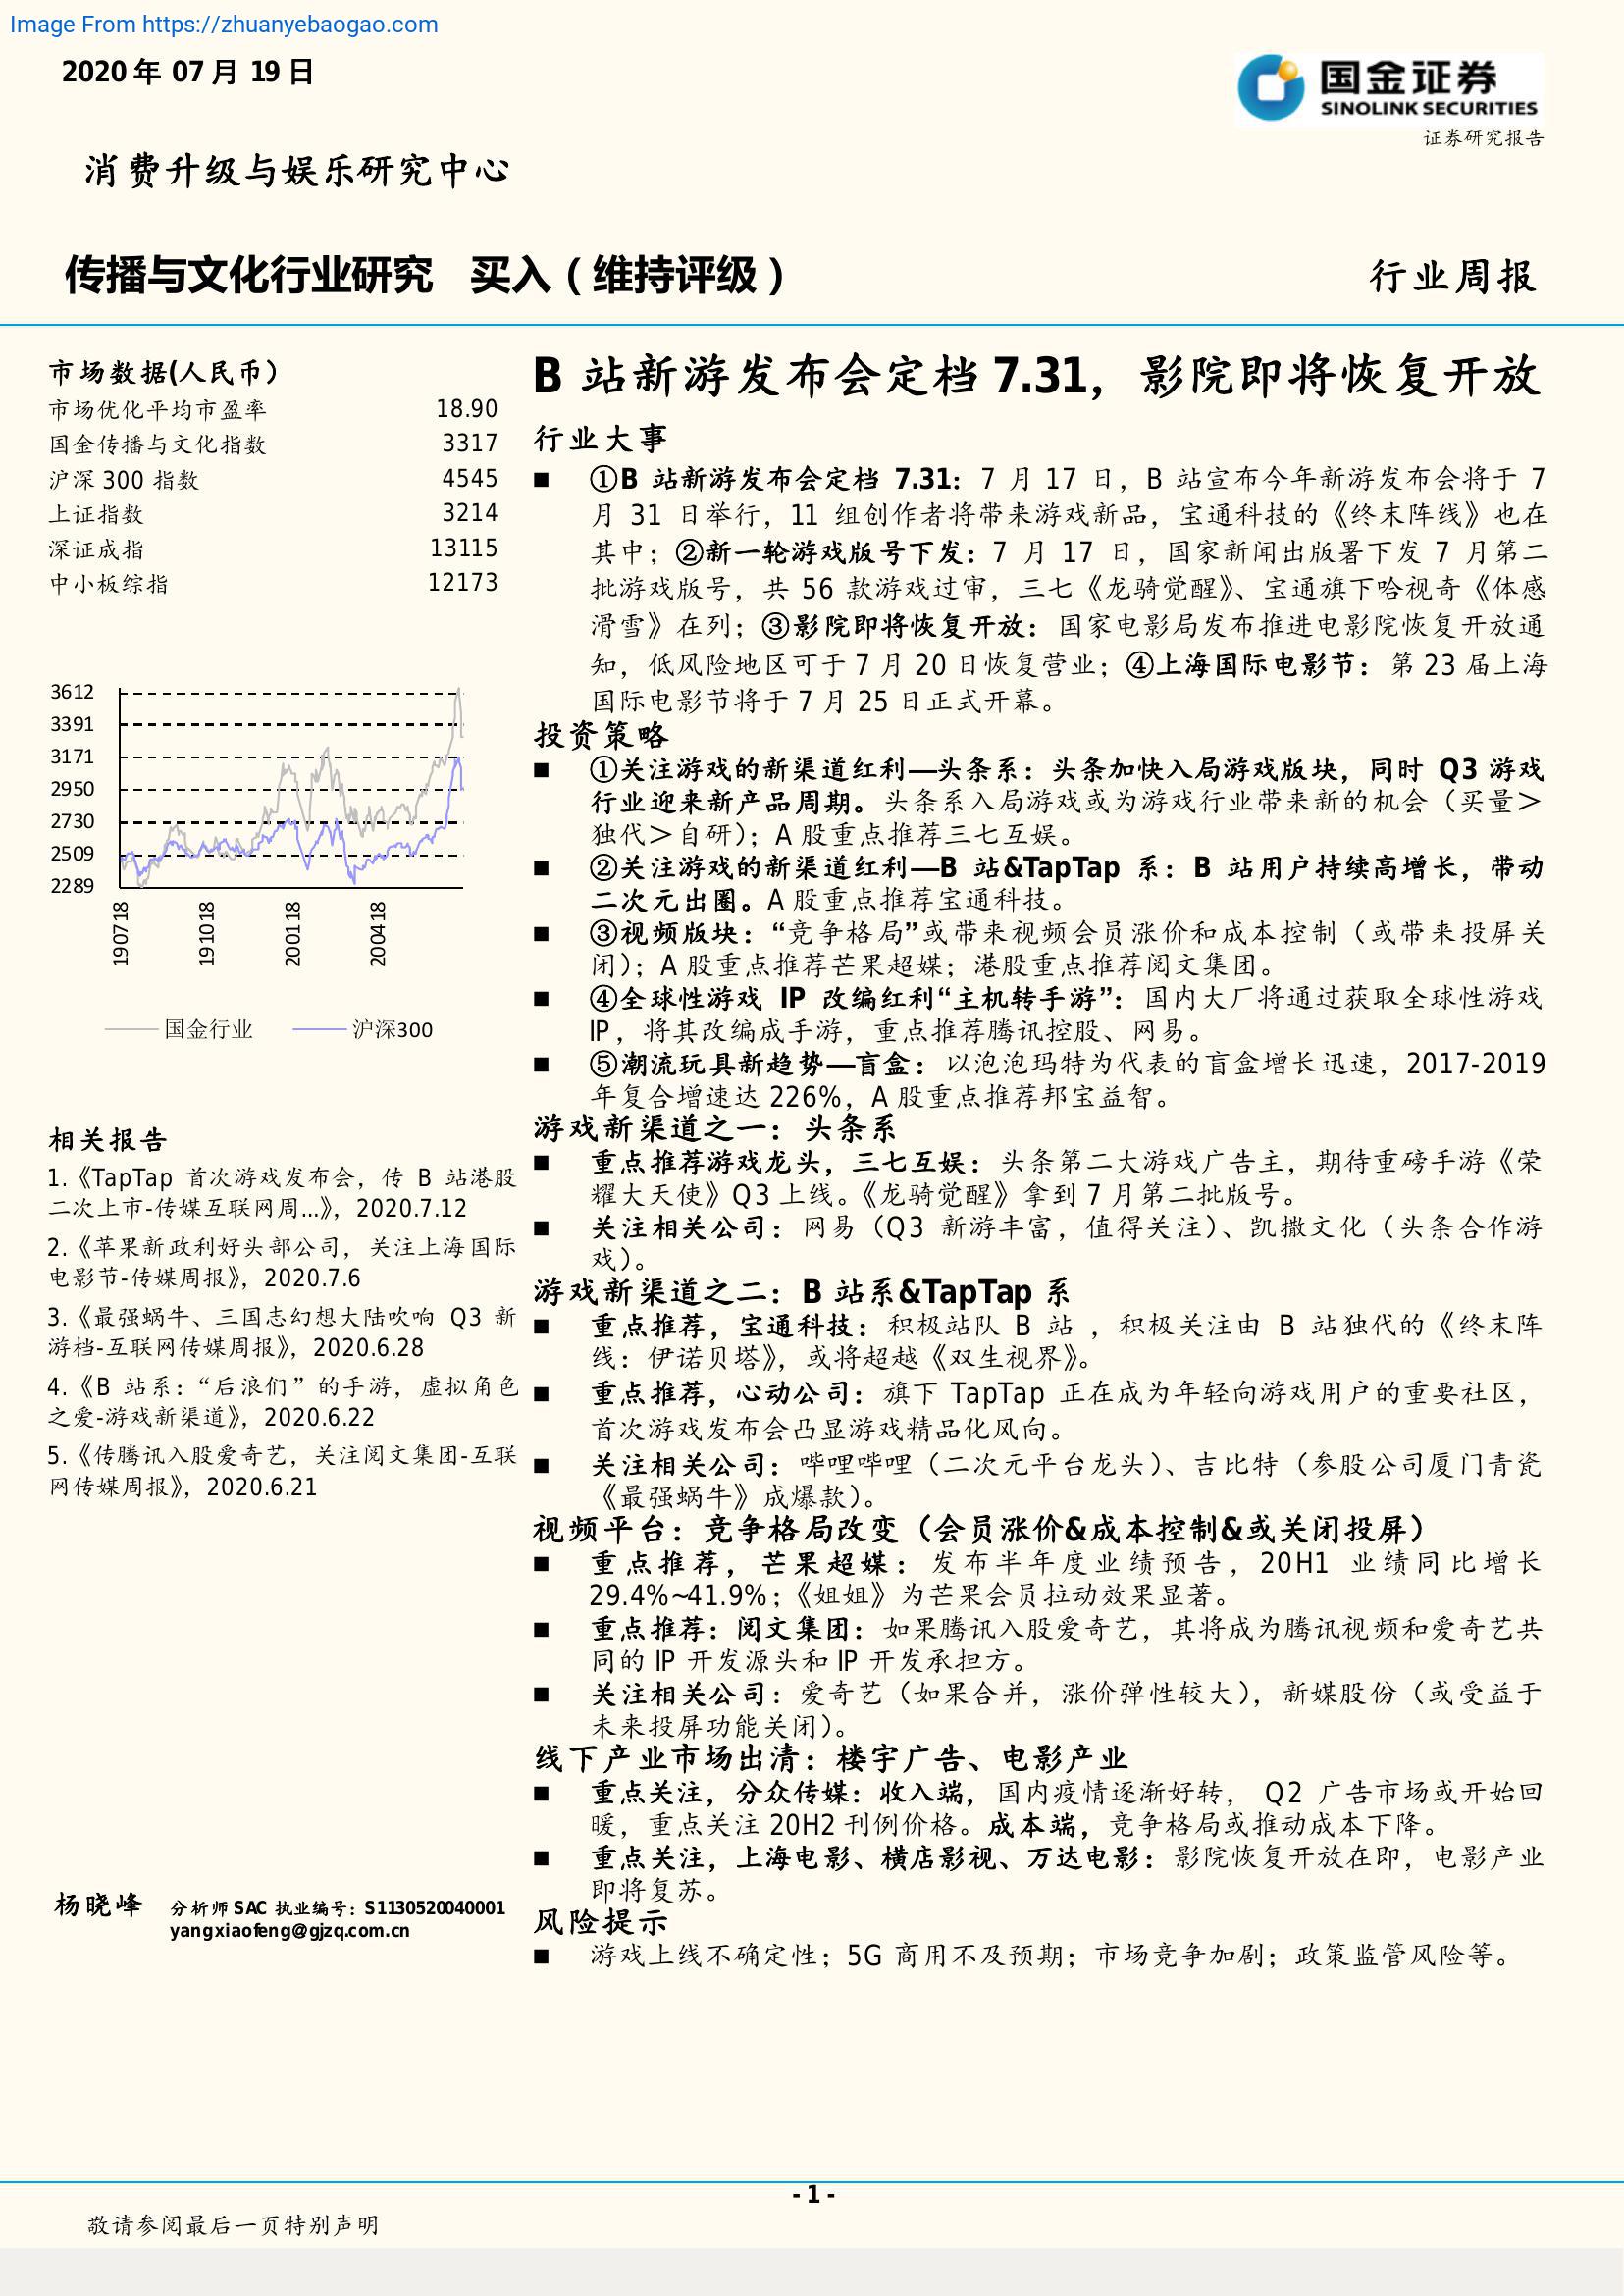 Image From https://zhuanyebaogao.com
2020 年 07 月 19 日
国金证券
SINOLINK SECURITIES
证券研究报告
消费升级与娱乐研究中心
传播与文化行业研究 买入（维持评级）
行业周报
市场数据(人民币）
市场优化平均市盈率 18.90
国金传播与文化指数 3317
沪深 300 指数 4545
上证指数 3214
深证成指 13115
中小板综指 12173
3612
3391
3171
2950
2730
2509
2289
190718
191018
200118
200418
国金行业 沪深300
相关报告
1.《TapTap 首次游戏发布会，传 B 站港股
二次上市-传媒互联网周...》，2020.7.12
2.《苹果新政利好头部公司，关注上海国际
电影节-传媒周报》，2020.7.6
3.《最强蜗牛、三国志幻想大陆吹响 Q3 新
游档-互联网传媒周报》，2020.6.28
4.《B 站系：“后浪们”的手游，虚拟角色
之爱-游戏新渠道》，2020.6.22
5.《传腾讯入股爱奇艺，关注阅文集团-互联
网传媒周报》，2020.6.21
杨晓峰 分析师 SAC 执业编号：S1130520040001
yangxiaofeng@gjzq.com.cn
B 站新游发布会定档 7.31，影院即将恢复开放
行业大事
■ ①B 站新游发布会定档 7.31：7 月 17 日，B 站宣布今年新游发布会将于 7
月 31 日举行，11 组创作者将带来游戏新品，宝通科技的《终末阵线》也在
其中；②新一轮游戏版号下发：7 月 17 日，国家新闻出版署下发 7 月第二
批游戏版号，共 56 款游戏过审，三七《龙骑觉醒》、宝通旗下哈视奇《体感
滑雪》在列；③影院即将恢复开放：国家电影局发布推进电影院恢复开放通
知，低风险地区可于 7 月 20 日恢复营业；④上海国际电影节：第 23 届上海
国际电影节将于 7 月 25 日正式开幕。
投资策略
■ ①关注游戏的新渠道红利—头条系：头条加快入局游戏版块，同时 Q3 游戏
行业迎来新产品周期。头条系入局游戏或为游戏行业带来新的机会（买量＞
独代＞自研）；A 股重点推荐三七互娱。
■ ②关注游戏的新渠道红利—B 站&TapTap 系：B 站用户持续高增长，带动
二次元出圈。A 股重点推荐宝通科技。
■ ③视频版块：“竞争格局”或带来视频会员涨价和成本控制（或带来投屏关
闭）；A 股重点推荐芒果超媒；港股重点推荐阅文集团。
■ ④全球性游戏 IP 改编红利“主机转手游”：国内大厂将通过获取全球性游戏
IP，将其改编成手游，重点推荐腾讯控股、网易。
■ ⑤潮流玩具新趋势—盲盒：以泡泡玛特为代表的盲盒增长迅速，2017-2019
年复合增速达 226%，A 股重点推荐邦宝益智。
游戏新渠道之一：头条系
■ 重点推荐游戏龙头，三七互娱：头条第二大游戏广告主，期待重磅手游《荣
耀大天使》Q3 上线。《龙骑觉醒》拿到 7 月第二批版号。
■ 关注相关公司：网易（Q3 新游丰富，值得关注）、凯撒文化（头条合作游
戏）。
游戏新渠道之二：B 站系&TapTap 系
■ 重点推荐，宝通科技：积极站队 B 站 ，积极关注由 B 站独代的《终末阵
线：伊诺贝塔》，或将超越《双生视界》。
■ 重点推荐，心动公司：旗下 TapTap 正在成为年轻向游戏用户的重要社区，
首次游戏发布会凸显游戏精品化风向。
■ 关注相关公司：哔哩哔哩（二次元平台龙头）、吉比特（参股公司厦门青瓷
《最强蜗牛》成爆款）。
视频平台：竞争格局改变（会员涨价&成本控制&或关闭投屏）
■ 重点推荐，芒果超媒：发布半年度业绩预告，20H1 业绩同比增长
29.4%~41.9%；《姐姐》为芒果会员拉动效果显著。
■ 重点推荐：阅文集团：如果腾讯入股爱奇艺，其将成为腾讯视频和爱奇艺共
同的 IP 开发源头和 IP 开发承担方。
■ 关注相关公司：爱奇艺（如果合并，涨价弹性较大），新媒股份（或受益于
未来投屏功能关闭）。
线下产业市场出清：楼宇广告、电影产业
■ 重点关注，分众传媒：收入端，国内疫情逐渐好转， Q2 广告市场或开始回
暖，重点关注 20H2 刊例价格。成本端，竞争格局或推动成本下降。
■ 重点关注，上海电影、横店影视、万达电影：影院恢复开放在即，电影产业
即将复苏。
风险提示
■ 游戏上线不确定性；5G 商用不及预期；市场竞争加剧；政策监管风险等。
- 1 -
敬请参阅最后一页特别声明